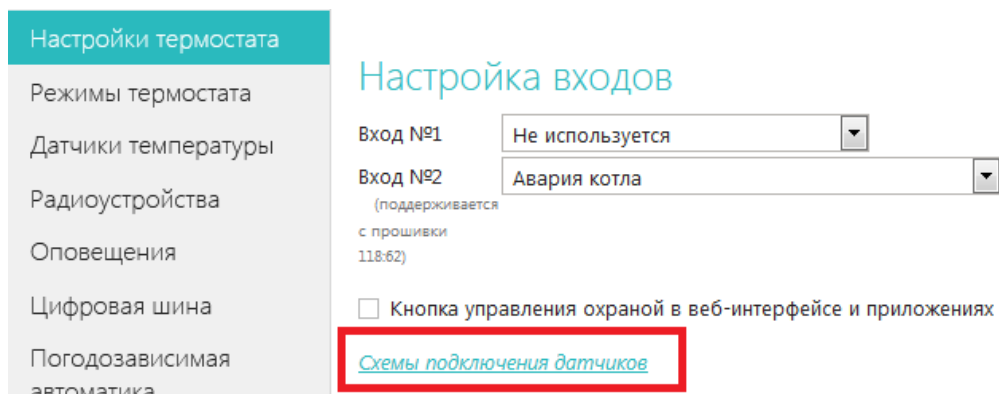 Настройки термостата
Режимы термостата
Датчики температуры
Радиоустройства
Оповещения
Цифровая шина
Погодозависимая
автоматика
Настройка входов
Вход №1 Не используется
Вход №2 Авария котла
(поддерживается
с прошивки
118:62)
Кнопка управления охраной в веб-интерфейсе и приложениях
Схемы подключения датчиков